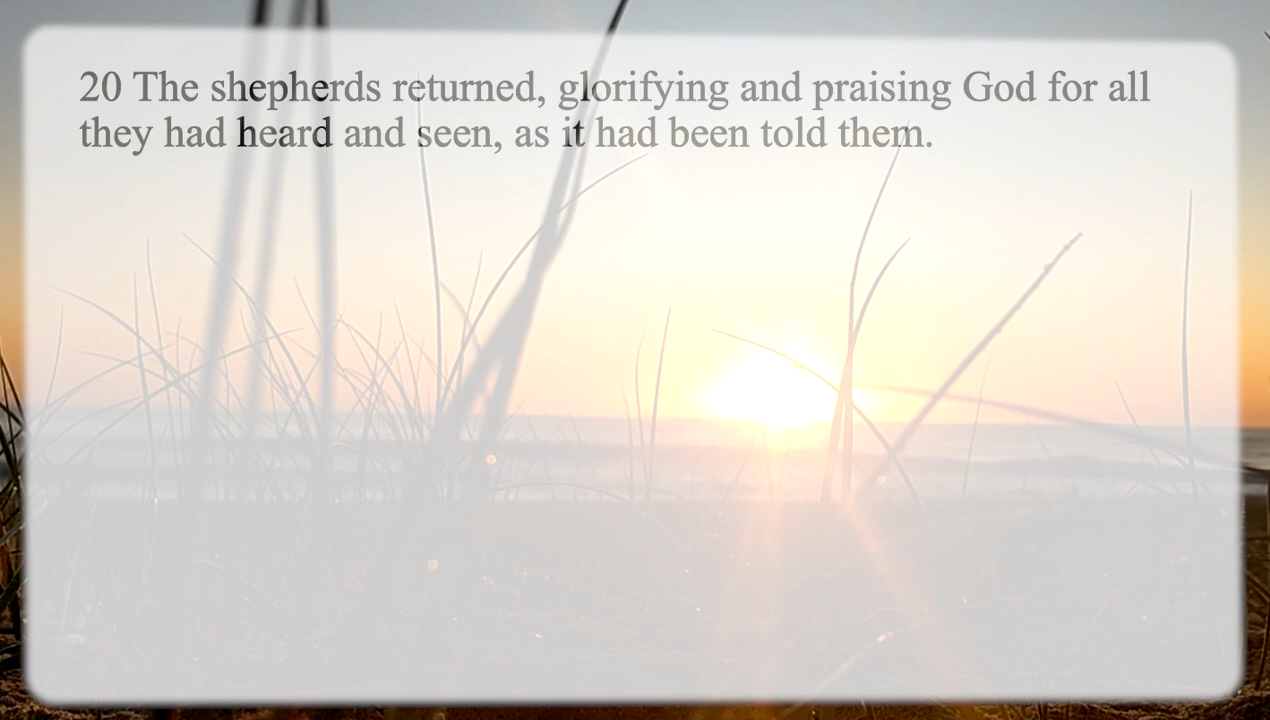 20 The shepherds returned, glorifying and praising God for all
they had heard and seen, as it had been told them.